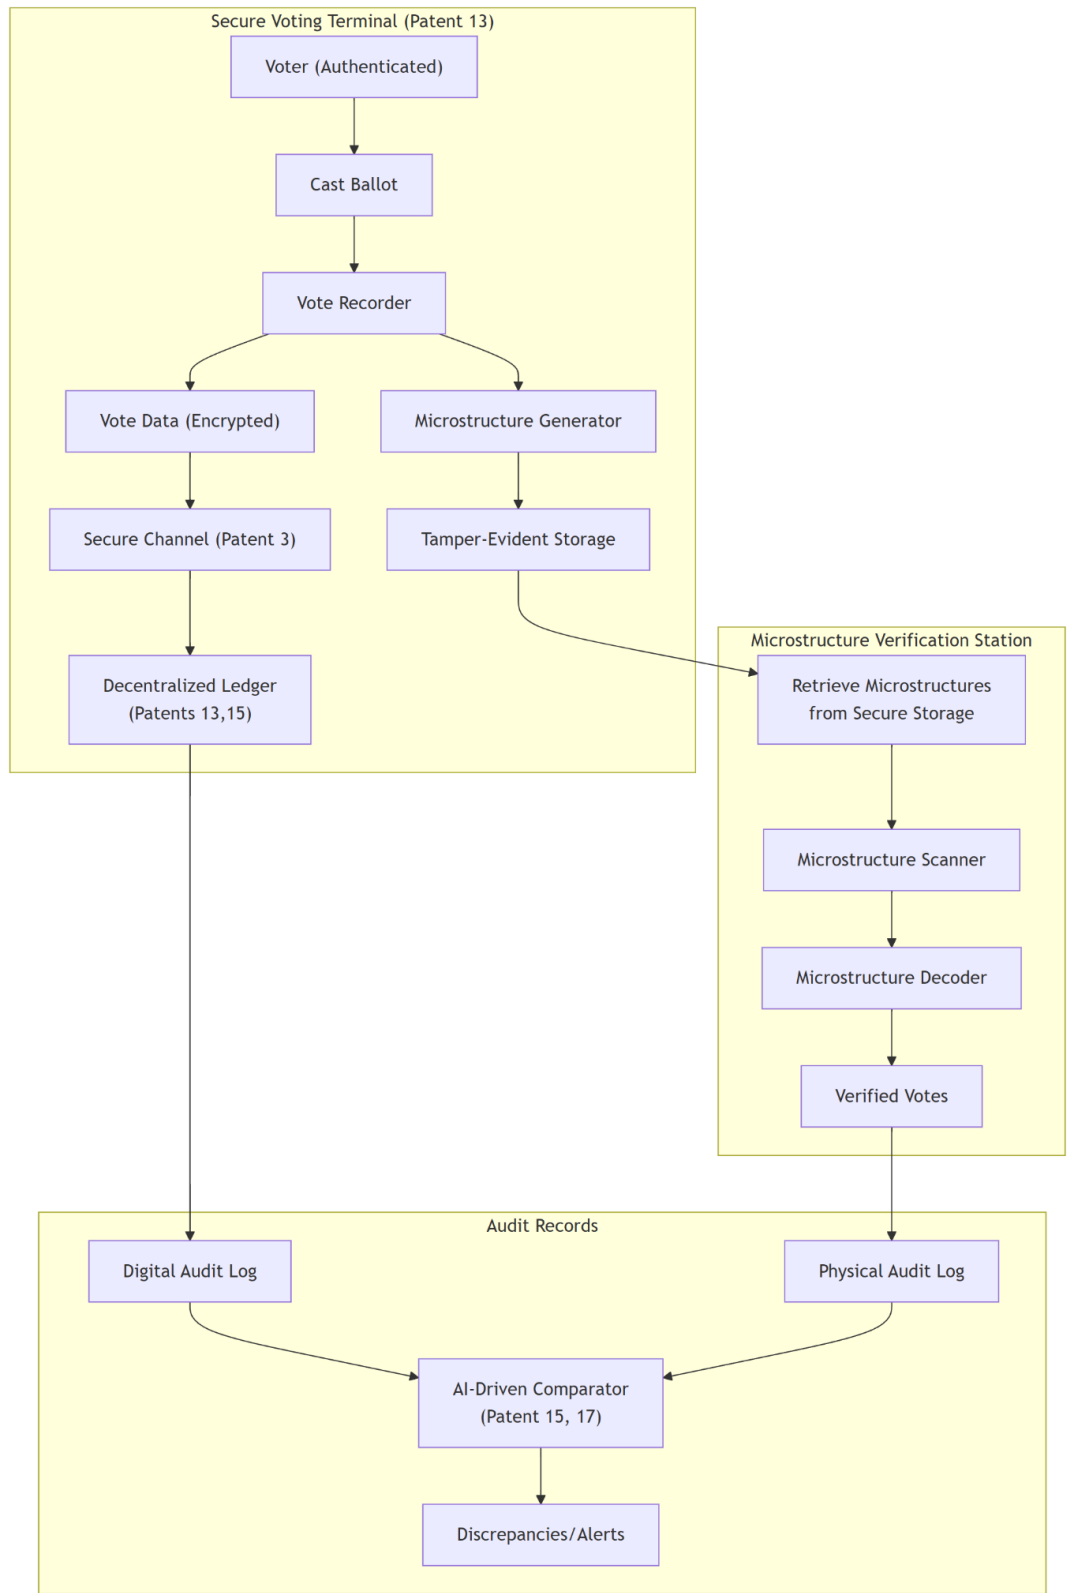 Secure Voting Terminal (Patent 13)
Voter (Authenticated)
Cast Ballot
Vote Recorder
Vote Data (Encrypted)
Microstructure Generator
Secure Channel (Patent 3)
Tamper-Evident Storage
Decentralized Ledger
(Patents 13,15)
Microstructure Verification Station
Retrieve Microstructures
from Secure Storage
Microstructure Scanner
Microstructure Decoder
Verified Votes
Audit Records
Digital Audit Log
Physical Audit Log
AI-Driven Comparator
(Patent 15, 17)
Discrepancies/Alerts